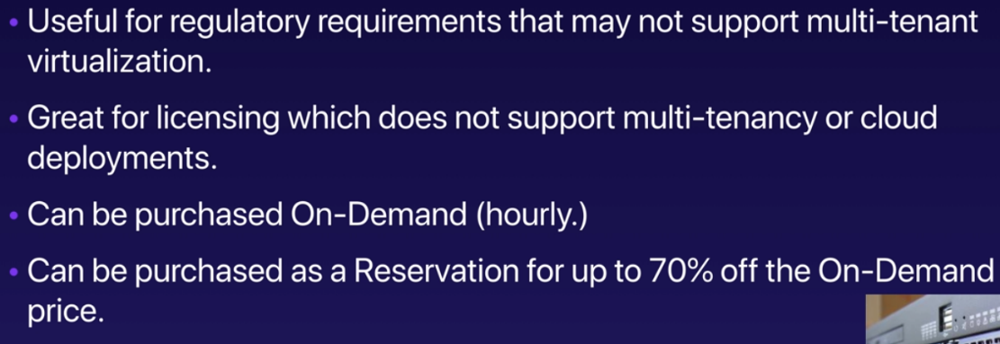 • Useful for regulatory requirements that may not support multi-tenant
virtualization.
• Great for licensing which does not support multi-tenancy or cloud
deployments.
• Can be purchased On-Demand (hourly.)
• Can be purchased as a Reservation for up to 70% off the On-Demand
price.